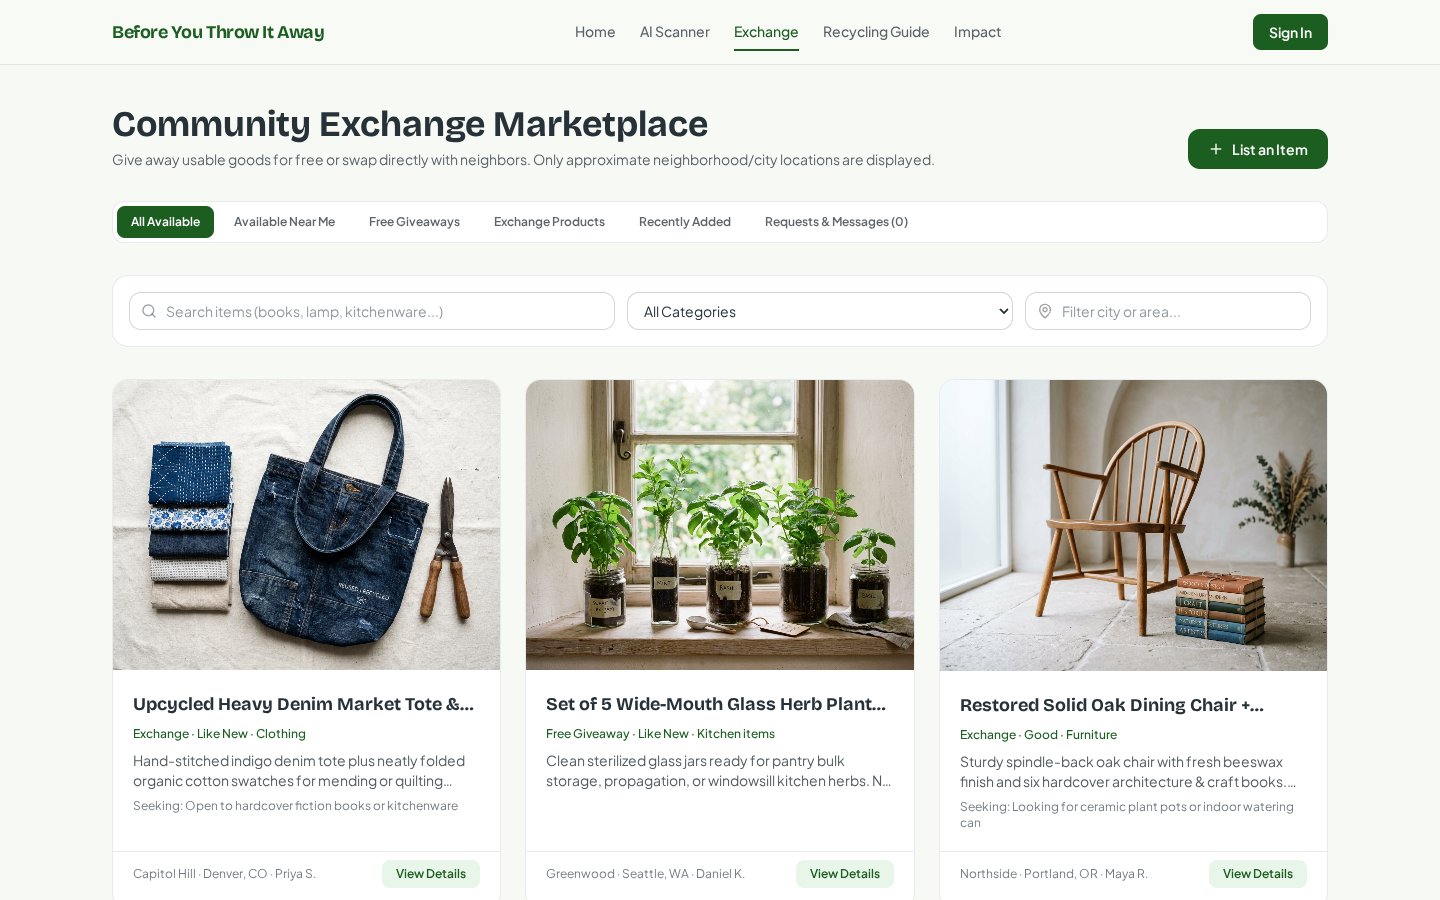 Before You Throw It Away
Home
AI Scanner
Exchange
Recycling Guide
Impact
Sign In
Community Exchange Marketplace
Give away usable goods for free or swap directly with neighbors. Only approximate neighborhood/city locations are displayed.
+ List an Item
All Available
Available Near Me
Free Giveaways
Exchange Products
Recently Added
Requests & Messages (0)
Search items (books, lamp, kitchenware...)
All Categories
Filter city or area...
MINT
BASIL
BASIL
Upcycled Heavy Denim Market Tote &...
Exchange · Like New · Clothing
Hand-stitched indigo denim tote plus neatly folded
organic cotton swatches for mending or quilting...
Seeking: Open to hardcover fiction books or kitchenware
Capitol Hill · Denver, CO · Priya S.
View Details
Set of 5 Wide-Mouth Glass Herb Plant...
Free Giveaway · Like New · Kitchen items
Clean sterilized glass jars ready for pantry bulk
storage, propagation, or windowsill kitchen herbs. N...
Greenwood · Seattle, WA · Daniel K.
View Details
Restored Solid Oak Dining Chair +...
Exchange · Good · Furniture
Sturdy spindle-back oak chair with fresh beeswax
finish and six hardcover architecture & craft books....
Seeking: Looking for ceramic plant pots or indoor watering
can
Northside · Portland, OR · Maya R.
View Details